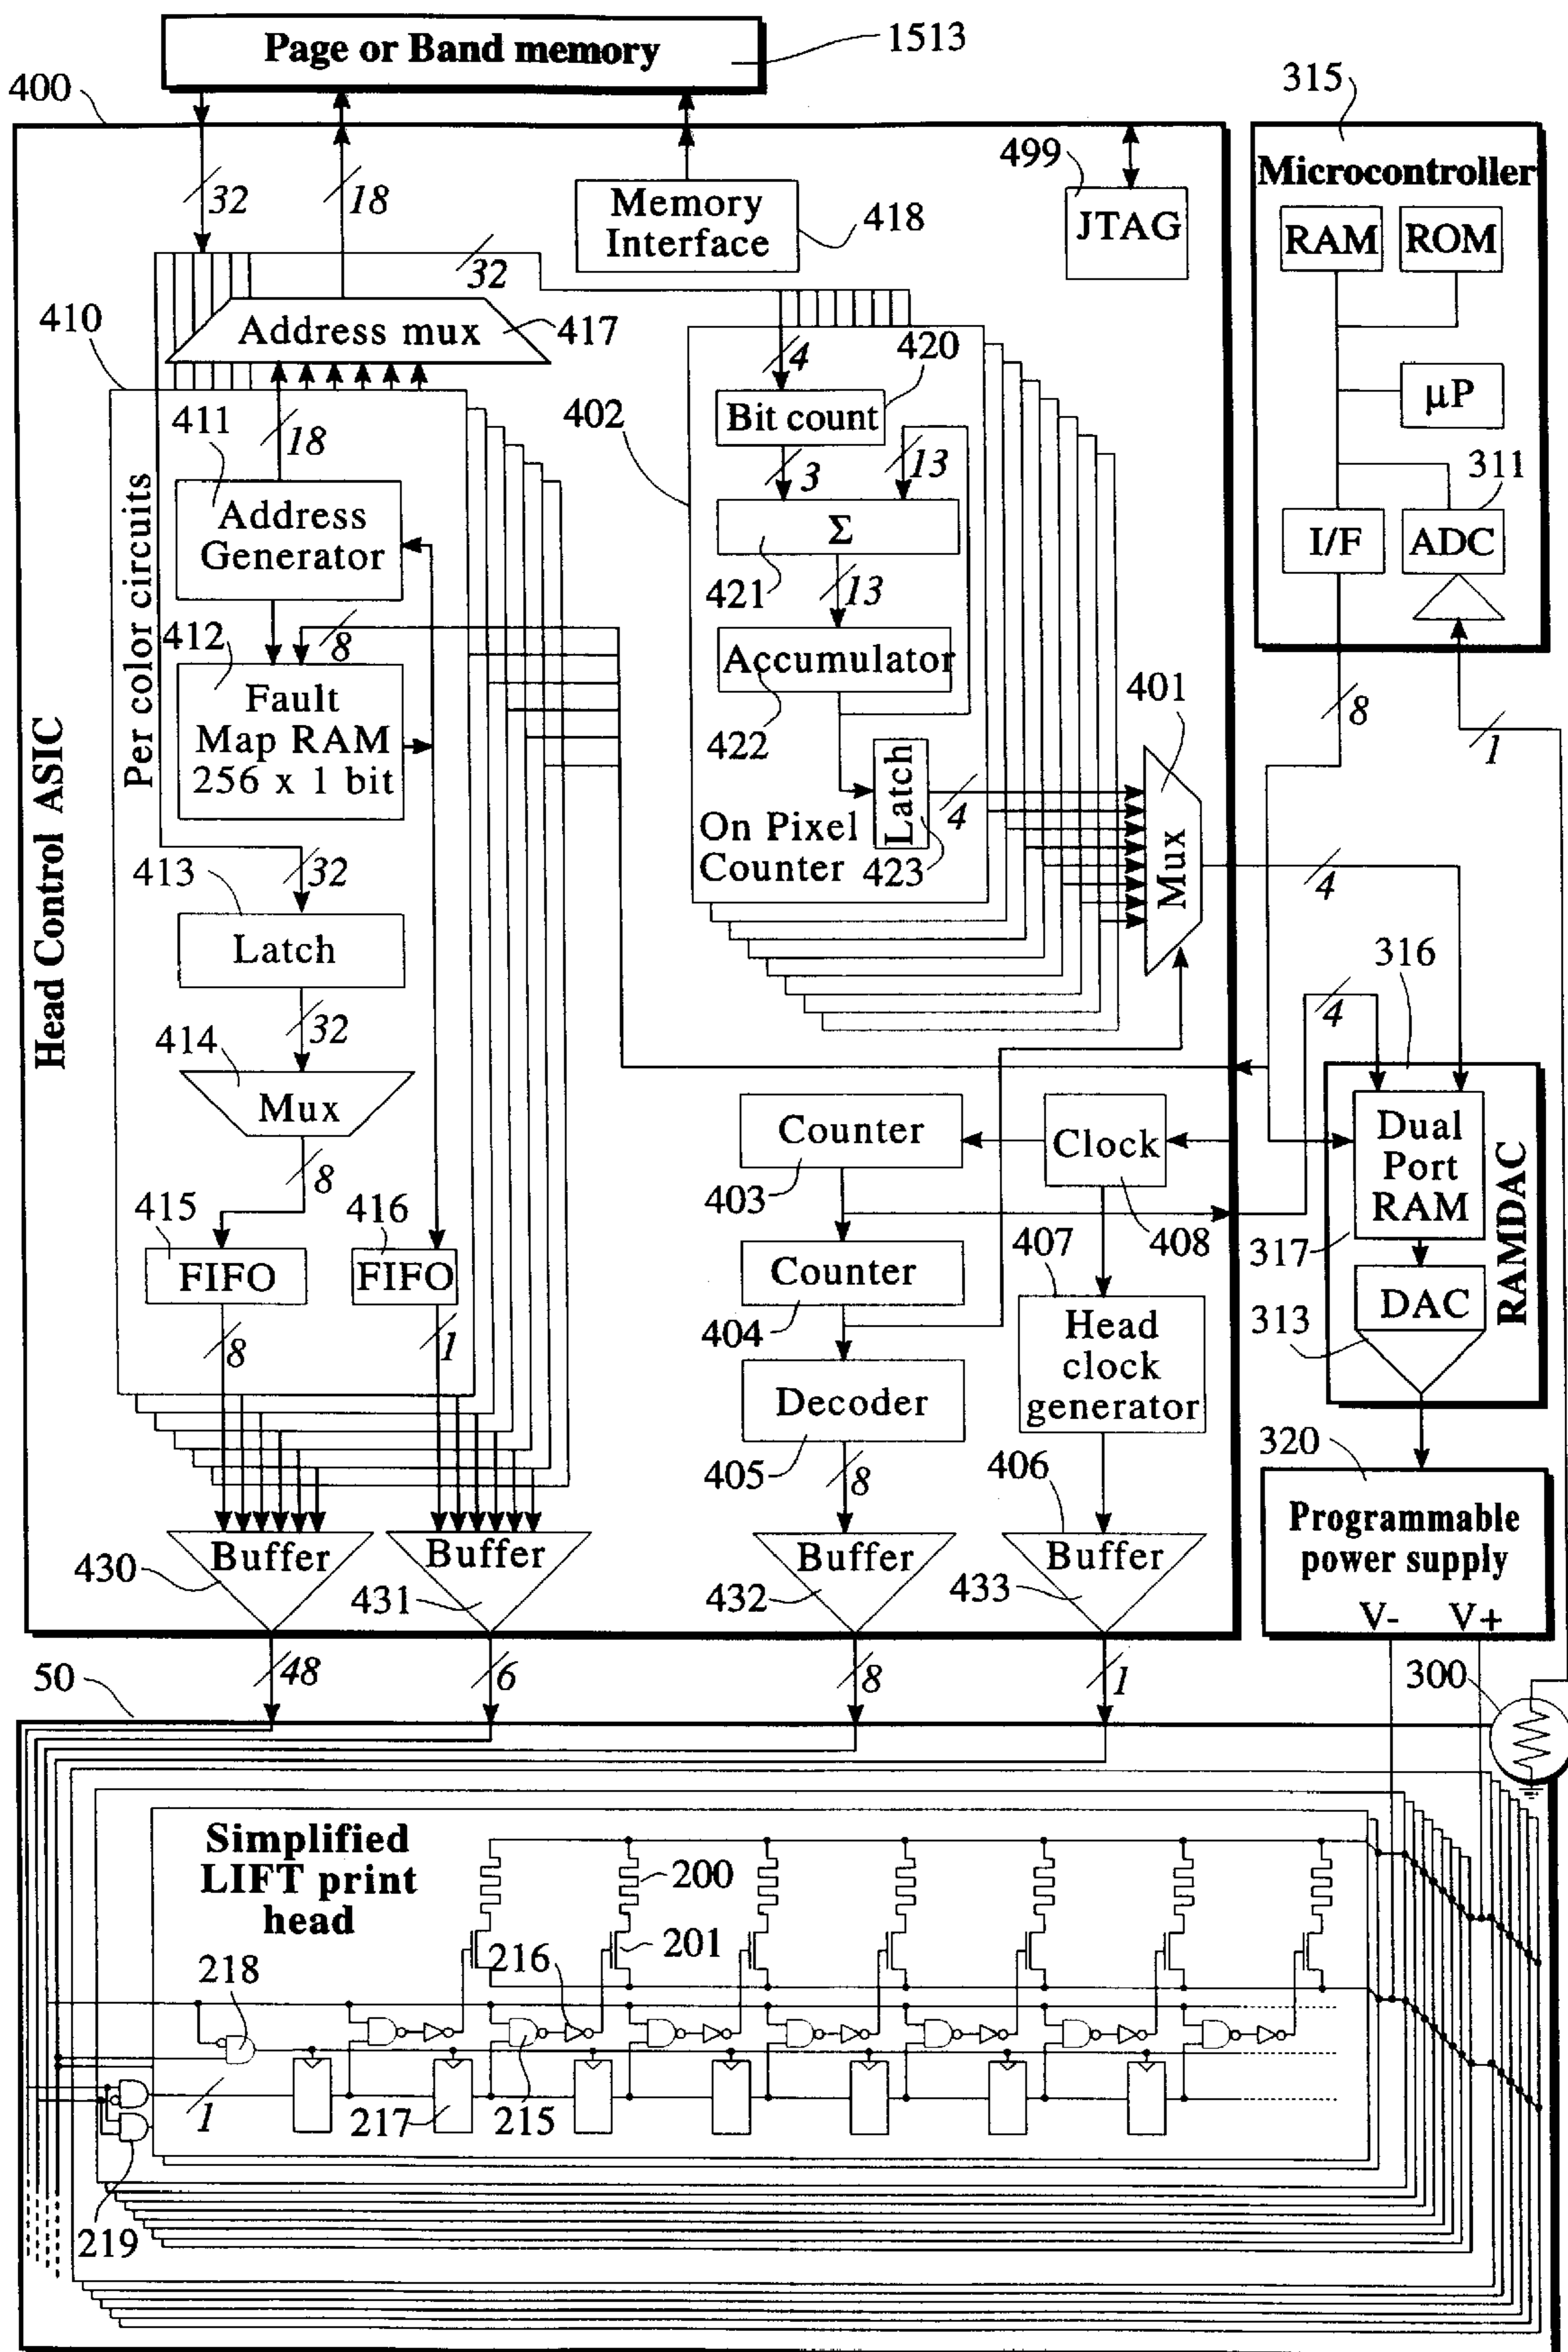 Page or Band memory
1513
400
315
499
32
18
Memory
Interface
418
JTAG
Microcontroller
RAM
ROM
32
410
Address mux
417
4
420
µP
411
18
402
Bit count
3
13
311
Address
Generator
Σ
I/F
ADC
421
13
Per color circuits
8
412
Accumulator
Fault
Map RAM
256 x 1 bit
422
401
8
1
Latch
4
Head Control ASIC
On Pixel
Counter
423
Mux
4
413
32
Latch
316
4
32
414
Mux
Counter
Clock
Dual
Port
RAM
RAMDAC
8
403
415
416
407
408
317
FIFO
FIFO
Counter
DAC
404
Head
clock
generator
313
8
1
Decoder
320
405
8
406
Programmable
power supply
Buffer
Buffer
Buffer
Buffer
430
431
432
433
V-
V+
50
48
6
8
1
300
Simplified
LIFT print
head
200
201
216
218
1
217
215
219